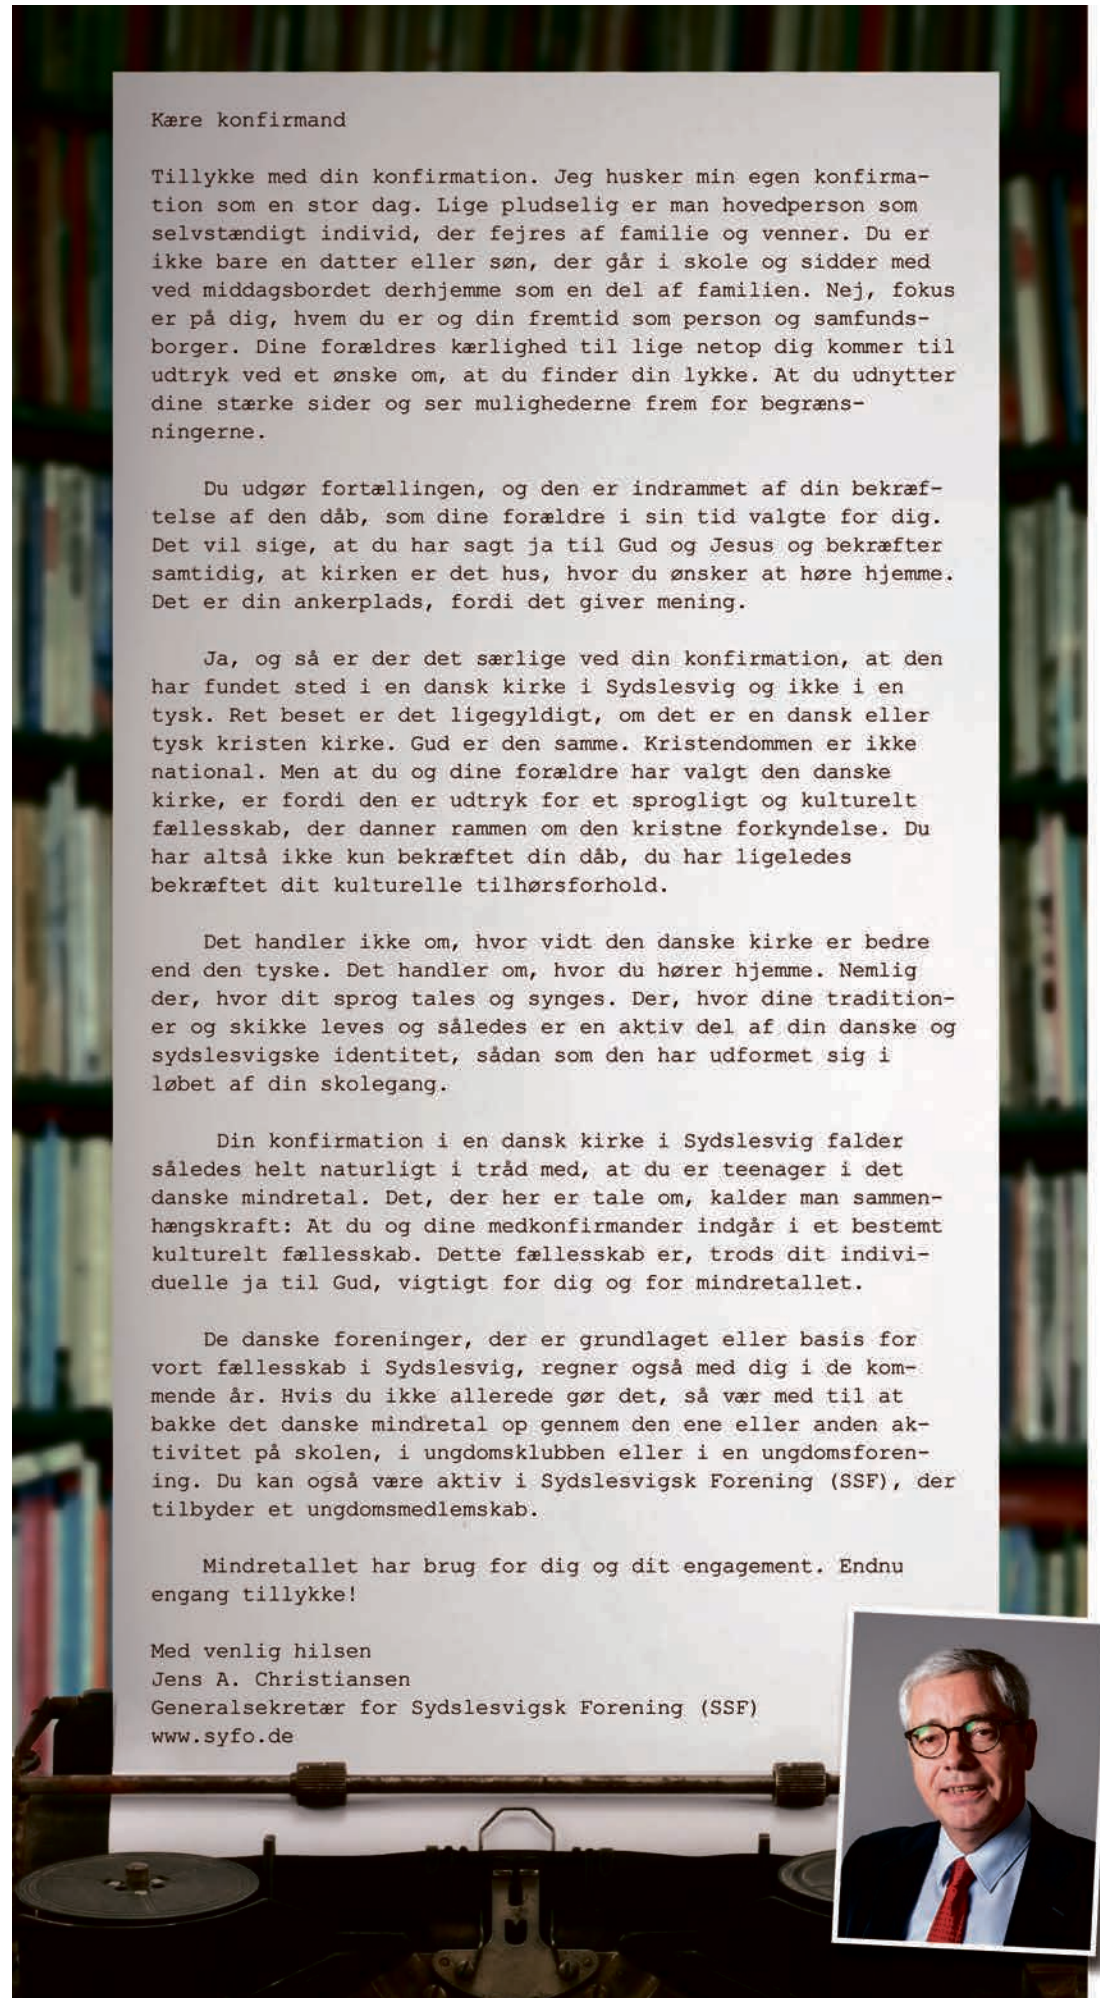 Kære konfirmand
Tillykke med din konfirmation. Jeg husker min egen konfirma-
tion som en stor dag. Lige pludselig er man hovedperson som
selvstændigt individ, der fejres af familie og venner. Du er
ikke bare en datter eller søn, der går i skole og sidder med
ved middagsbordet derhjemme som en del af familien. Nej, fokus
er på dig, hvem du er og din fremtid som person og samfunds-
borger. Dine forældres kærlighed til lige netop dig kommer til
udtryk ved et ønske om, at du finder din lykke. At du udnytter
dine stærke sider og ser mulighederne frem for begræns-
ningerne.
Du udgør fortællingen, og den er indrammet af din bekræf-
telse af den dåb, som dine forældre i sin tid valgte for dig.
Det vil sige, at du har sagt ja til Gud og Jesus og bekræfter
samtidig, at kirken er det hus, hvor du ønsker at høre hjemme.
Det er din ankerplads, fordi det giver mening.
Ja, og så er der det særlige ved din konfirmation, at den
har fundet sted i en dansk kirke i Sydslesvig og ikke i en
tysk. Ret beset er det ligegyldigt, om det er en dansk eller
tysk kristen kirke. Gud er den samme. Kristendommen er ikke
national. Men at du og dine forældre har valgt den danske
kirke, er fordi den er udtryk for et sprogligt og kulturelt
fællesskab, der danner rammen om den kristne forkyndelse. Du
har altså ikke kun bekræftet din dåb, du har ligeledes
bekræftet dit kulturelle tilhørsforhold.
Det handler ikke om, hvor vidt den danske kirke er bedre
end den tyske. Det handler om, hvor du hører hjemme. Nemlig
der, hvor dit sprog tales og synges. Der, hvor dine tradition-
er og skikke leves og således er en aktiv del af din danske og
sydslesvigske identitet, sådan som den har udformet sig i
løbet af din skolegang.
Din konfirmation i en dansk kirke i Sydslesvig falder
således helt naturligt i tråd med, at du er teenager i det
danske mindretal. Det, der her er tale om, kalder man sammen-
hængskraft: At du og dine medkonfirmander indgår i et bestemt
kulturelt fællesskab. Dette fællesskab er, trods dit indivi-
duelle ja til Gud, vigtigt for dig og for mindretallet.
De danske foreninger, der er grundlaget eller basis for
vort fællesskab i Sydslesvig, regner også med dig i de kom-
mende år. Hvis du ikke allerede gør det, så vær med til at
bakke det danske mindretal op gennem den ene eller anden ak-
tivitet på skolen, i ungdomsklubben eller i en ungdomsforen-
ing. Du kan også være aktiv i Sydslesvigsk Forening (SSF), der
tilbyder et ungdomsmedlemskab.
Mindretallet har brug for dig og dit engagement. Endnu
engang tillykke!
Med venlig hilsen
Jens A. Christiansen
Generalsekretær for Sydslesvigsk Forening (SSF)
www.syfo.de